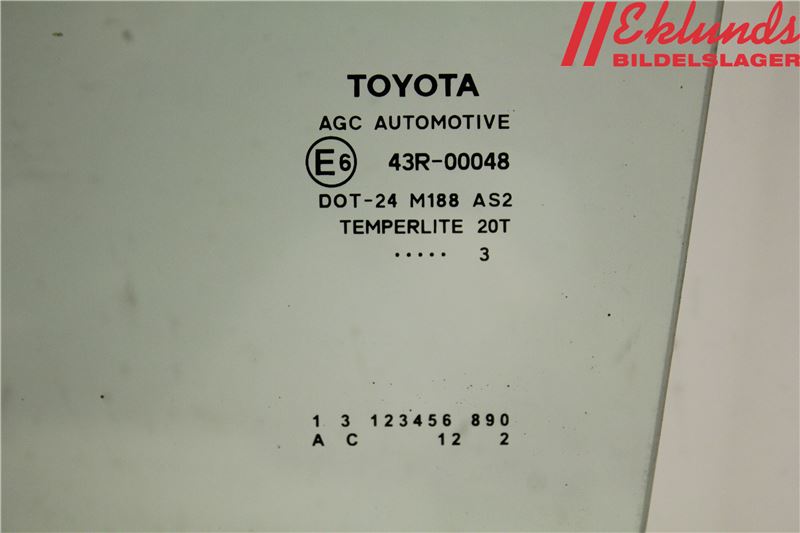 Eklunds
BILDELSLAGER
TOYOTA
AGC AUTOMOTIVE
E6 43R-00048
DOT-24 M188 AS2
TEMPERLITE 20T
..... 3
1 3 123456 890
A C 12 2